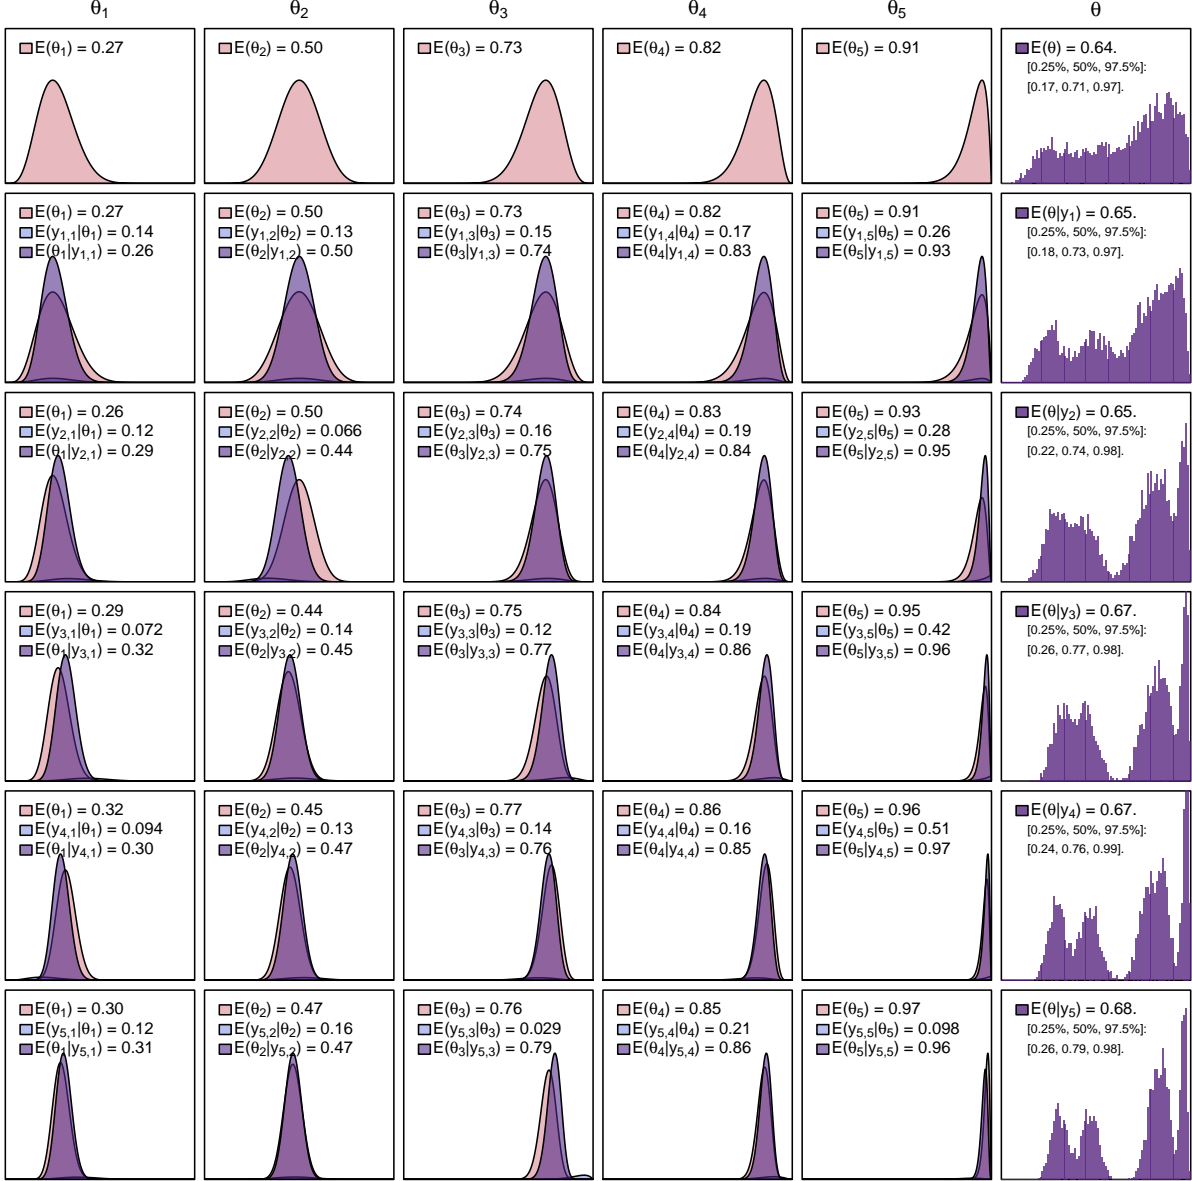 θ1 θ2 θ3 θ4 θ5 θ
E(θ1) = 0.27
E(θ2) = 0.50
E(θ3) = 0.73
E(θ4) = 0.82
E(θ5) = 0.91
E(θ) = 0.64.
[0.25%, 50%, 97.5%]:
[0.17, 0.71, 0.97].
E(θ1) = 0.27
E(y1,1|θ1) = 0.14
E(θ1|y1,1) = 0.26
E(θ2) = 0.50
E(y1,2|θ2) = 0.13
E(θ2|y1,2) = 0.50
E(θ3) = 0.73
E(y1,3|θ3) = 0.15
E(θ3|y1,3) = 0.74
E(θ4) = 0.82
E(y1,4|θ4) = 0.17
E(θ4|y1,4) = 0.83
E(θ5) = 0.91
E(y1,5|θ5) = 0.26
E(θ5|y1,5) = 0.93
E(θ|y1) = 0.65.
[0.25%, 50%, 97.5%]:
[0.18, 0.73, 0.97].
E(θ1) = 0.26
E(y2,1|θ1) = 0.12
E(θ1|y2,1) = 0.29
E(θ2) = 0.50
E(y2,2|θ2) = 0.066
E(θ2|y2,2) = 0.44
E(θ3) = 0.74
E(y2,3|θ3) = 0.16
E(θ3|y2,3) = 0.75
E(θ4) = 0.83
E(y2,4|θ4) = 0.19
E(θ4|y2,4) = 0.84
E(θ5) = 0.93
E(y2,5|θ5) = 0.28
E(θ5|y2,5) = 0.95
E(θ|y2) = 0.65.
[0.25%, 50%, 97.5%]:
[0.22, 0.74, 0.98].
E(θ1) = 0.29
E(y3,1|θ1) = 0.072
E(θ1|y3,1) = 0.32
E(θ2) = 0.44
E(y3,2|θ2) = 0.14
E(θ2|y3,2) = 0.45
E(θ3) = 0.75
E(y3,3|θ3) = 0.12
E(θ3|y3,3) = 0.77
E(θ4) = 0.84
E(y3,4|θ4) = 0.19
E(θ4|y3,4) = 0.86
E(θ5) = 0.95
E(y3,5|θ5) = 0.42
E(θ5|y3,5) = 0.96
E(θ|y3) = 0.67.
[0.25%, 50%, 97.5%]:
[0.26, 0.77, 0.98].
E(θ1) = 0.32
E(y4,1|θ1) = 0.094
E(θ1|y4,1) = 0.30
E(θ2) = 0.45
E(y4,2|θ2) = 0.13
E(θ2|y4,2) = 0.47
E(θ3) = 0.77
E(y4,3|θ3) = 0.14
E(θ3|y4,3) = 0.76
E(θ4) = 0.86
E(y4,4|θ4) = 0.16
E(θ4|y4,4) = 0.85
E(θ5) = 0.96
E(y4,5|θ5) = 0.51
E(θ5|y4,5) = 0.97
E(θ|y4) = 0.67.
[0.25%, 50%, 97.5%]:
[0.24, 0.76, 0.99].
E(θ1) = 0.30
E(y5,1|θ1) = 0.12
E(θ1|y5,1) = 0.31
E(θ2) = 0.47
E(y5,2|θ2) = 0.16
E(θ2|y5,2) = 0.47
E(θ3) = 0.76
E(y5,3|θ3) = 0.029
E(θ3|y5,3) = 0.79
E(θ4) = 0.85
E(y5,4|θ4) = 0.21
E(θ4|y5,4) = 0.86
E(θ5) = 0.97
E(y5,5|θ5) = 0.098
E(θ5|y5,5) = 0.96
E(θ|y5) = 0.68.
[0.25%, 50%, 97.5%]:
[0.26, 0.79, 0.98].